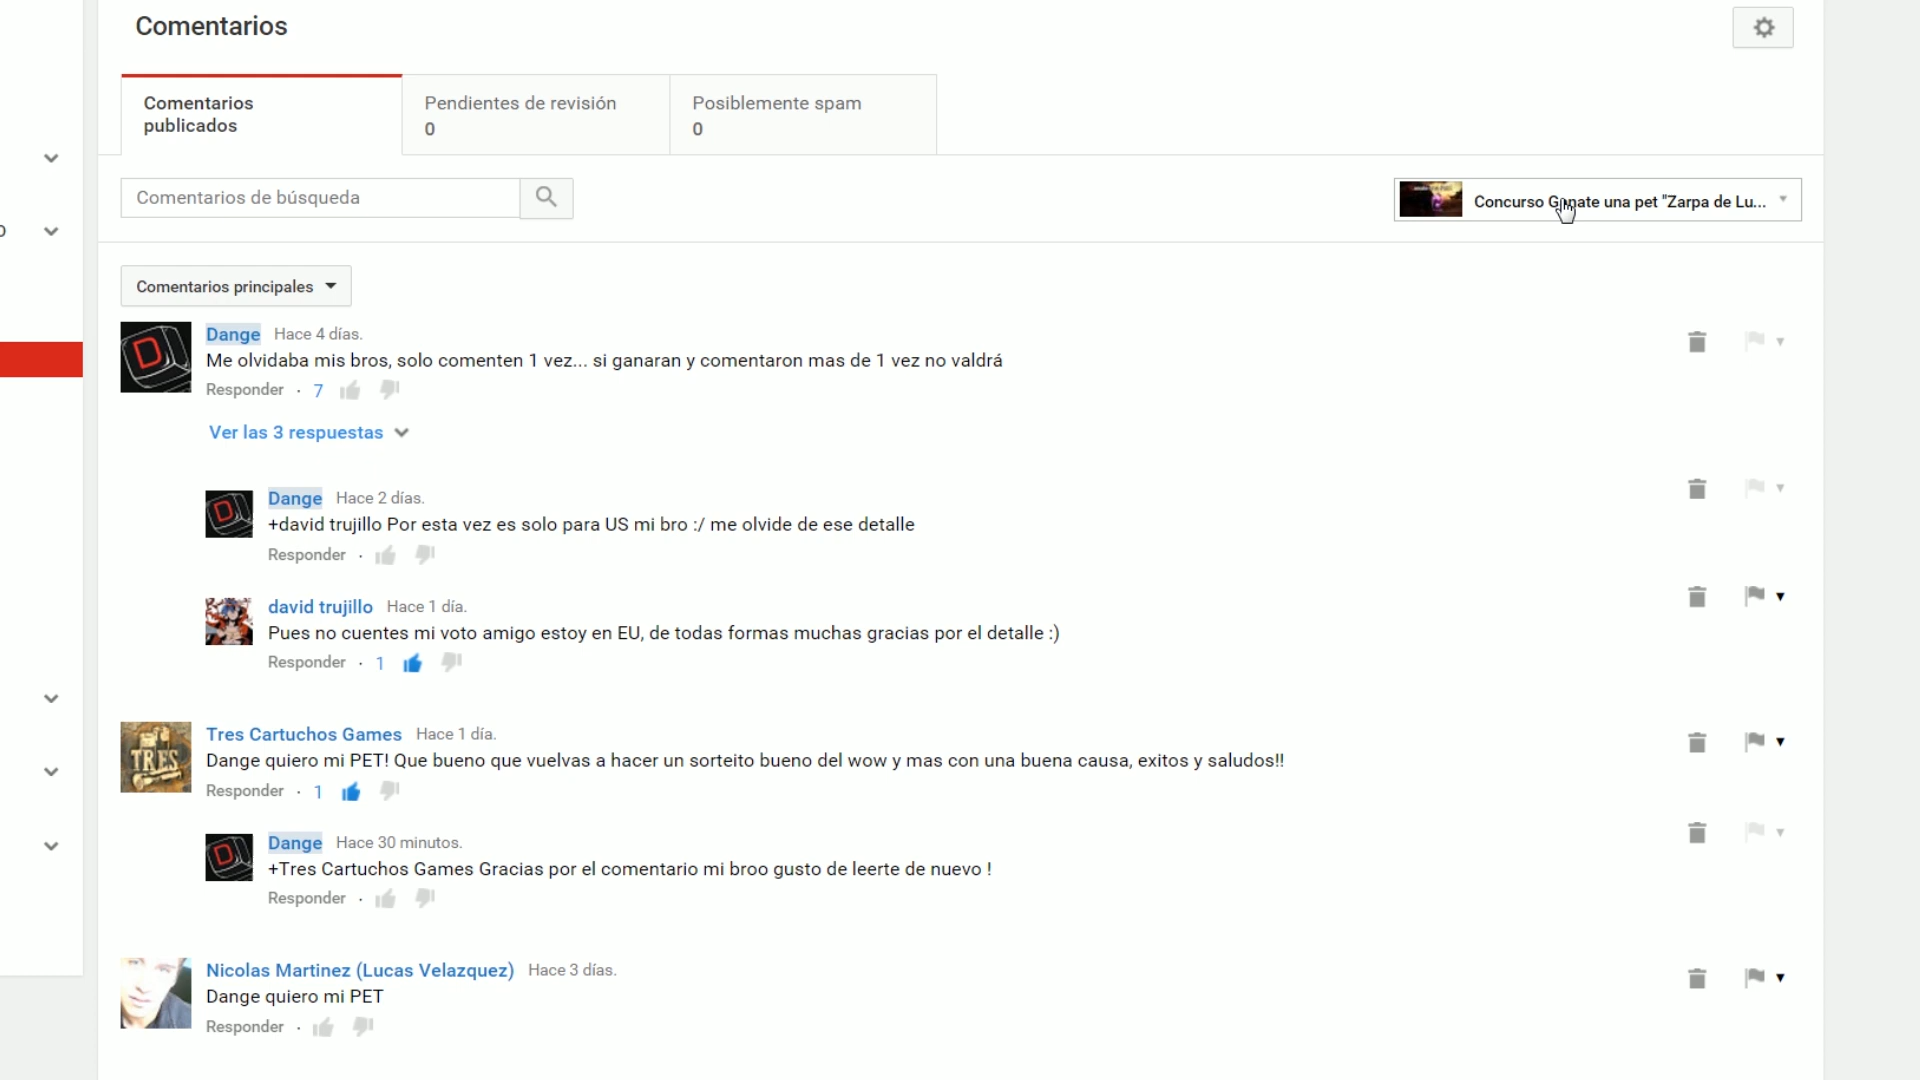 Comentarios
Comentarios
publicados
Pendientes de revisión
0
Posiblemente spam
0
Comentarios de búsqueda
Concurso Ganate una pet "Zarpa de Lu...
Comentarios principales
Dange Hace 4 días.
Me olvidaba mis bros, solo comenten 1 vez... si ganaran y comentaron mas de 1 vez no valdrá
Responder · 7
Ver las 3 respuestas
Dange Hace 2 días.
+david trujillo Por esta vez es solo para US mi bro :/ me olvide de ese detalle
Responder ·
david trujillo Hace 1 día.
Pues no cuentes mi voto amigo estoy en EU, de todas formas muchas gracias por el detalle :)
Responder · 1
TRES
Tres Cartuchos Games Hace 1 día.
Dange quiero mi PET! Que bueno que vuelvas a hacer un sorteito bueno del wow y mas con una buena causa, exitos y saludos!!
Responder · 1
Dange Hace 30 minutos.
+Tres Cartuchos Games Gracias por el comentario mi broo gusto de leerte de nuevo !
Responder ·
Nicolas Martinez (Lucas Velazquez) Hace 3 días.
Dange quiero mi PET
Responder ·